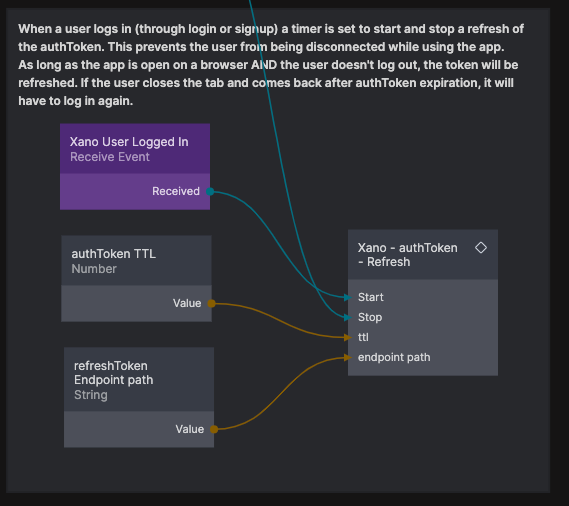 When a user logs in (through login or signup) a timer is set to start and stop a refresh of
the authToken. This prevents the user from being disconnected while using the app.
As long as the app is open on a browser AND the user doesn't log out, the token will be
refreshed. If the user closes the tab and comes back after authToken expiration, it will
have to log in again.
Xano User Logged In
Receive Event
Received
authToken TTL
Number
Value
refreshToken
Endpoint path
String
Value
Xano - authToken
- Refresh
Start
Stop
ttl
endpoint path